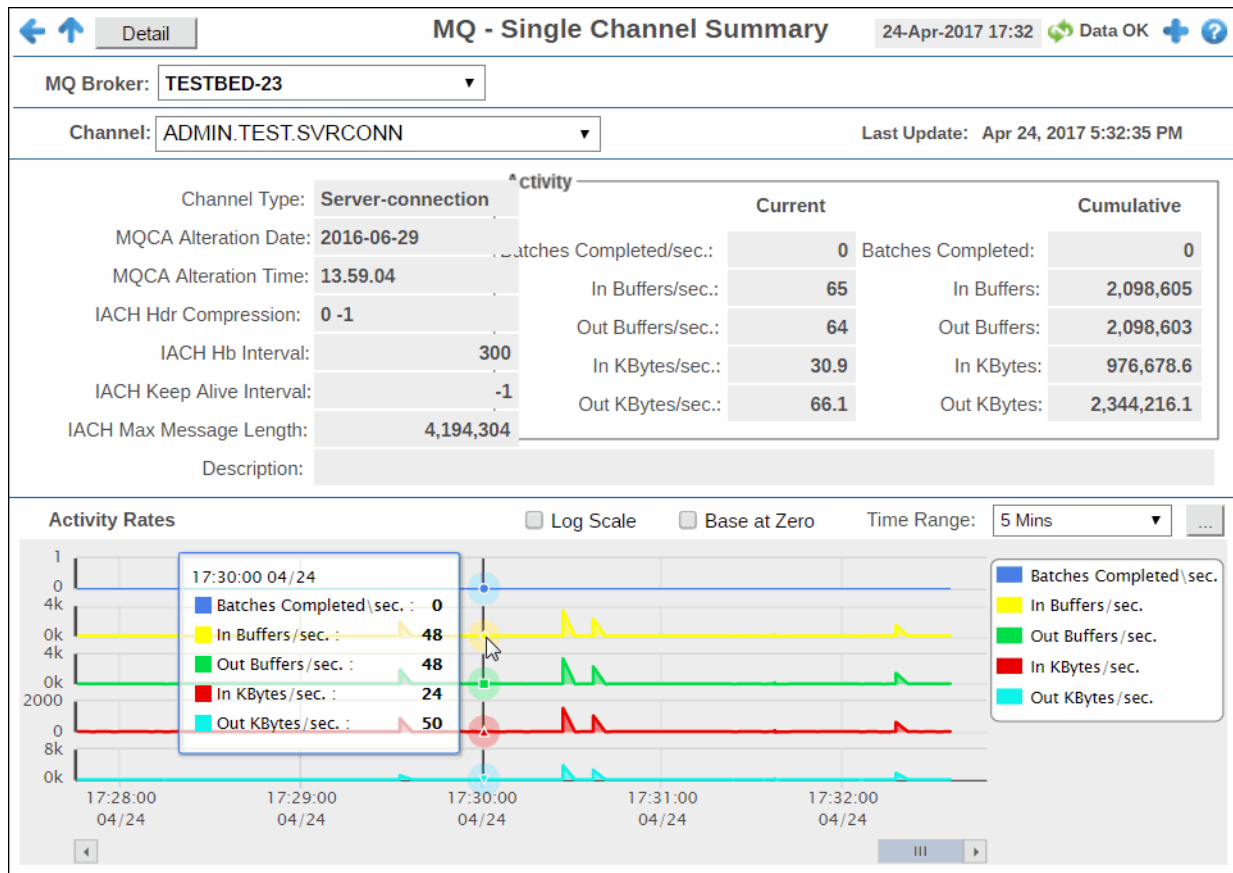 Detail MQ - Single Channel Summary 24-Apr-2017 17:32 Data OK
MQ Broker: TESTBED-23
Channel: ADMIN.TEST.SVRCONN Last Update: Apr 24, 2017 5:32:35 PM
Activity
Channel Type: Server-connection Current Cumulative
MQCA Alteration Date: 2016-06-29 Batches Completed/sec.: 0 Batches Completed: 0
MQCA Alteration Time: 13.59.04 In Buffers/sec.: 65 In Buffers: 2,098,605
IACH Hdr Compression: 0 -1 Out Buffers/sec.: 64 Out Buffers: 2,098,603
IACH Hb Interval: 300 In KBytes/sec.: 30.9 In KBytes: 976,678.6
IACH Keep Alive Interval: -1 Out KBytes/sec.: 66.1 Out KBytes: 2,344,216.1
IACH Max Message Length: 4,194,304
Description:
Activity Rates Log Scale Base at Zero Time Range: 5 Mins ...
1
0
4k
0k
4k
0k
2000
0
8k
0k
17:30:00 04/24
Batches Completed\sec. : 0
In Buffers/sec. : 48
Out Buffers/sec. : 48
In KBytes/sec. : 24
Out KBytes/sec. : 50
Batches Completed\sec.
In Buffers/sec.
Out Buffers/sec.
In KBytes/sec.
Out KBytes/sec.
17:28:00 17:29:00 17:30:00 17:31:00 17:32:00
04/24 04/24 04/24 04/24 04/24